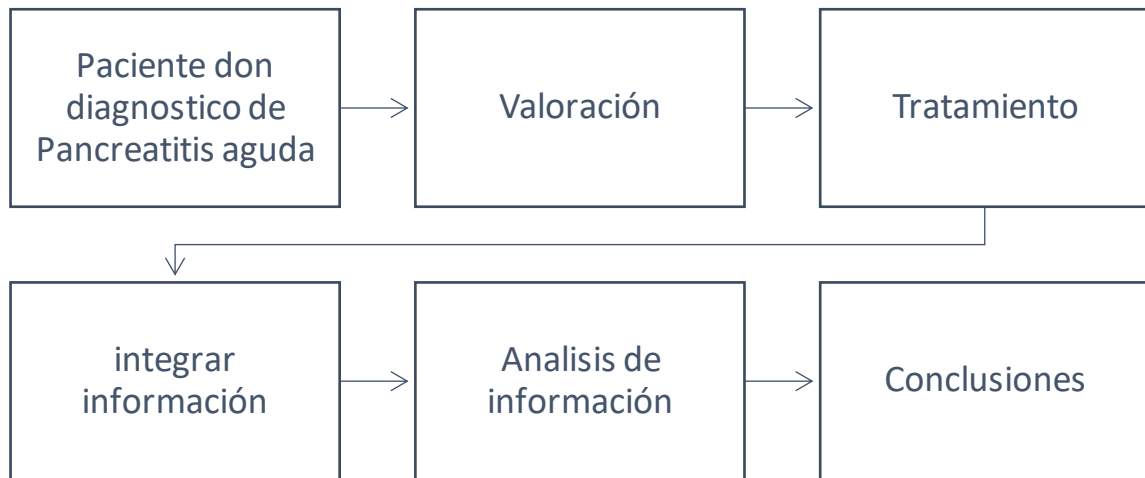 Paciente don
diagnostico de
Pancreatitis aguda
Valoración
Tratamiento
integrar
información
Analisis de
información
Conclusiones